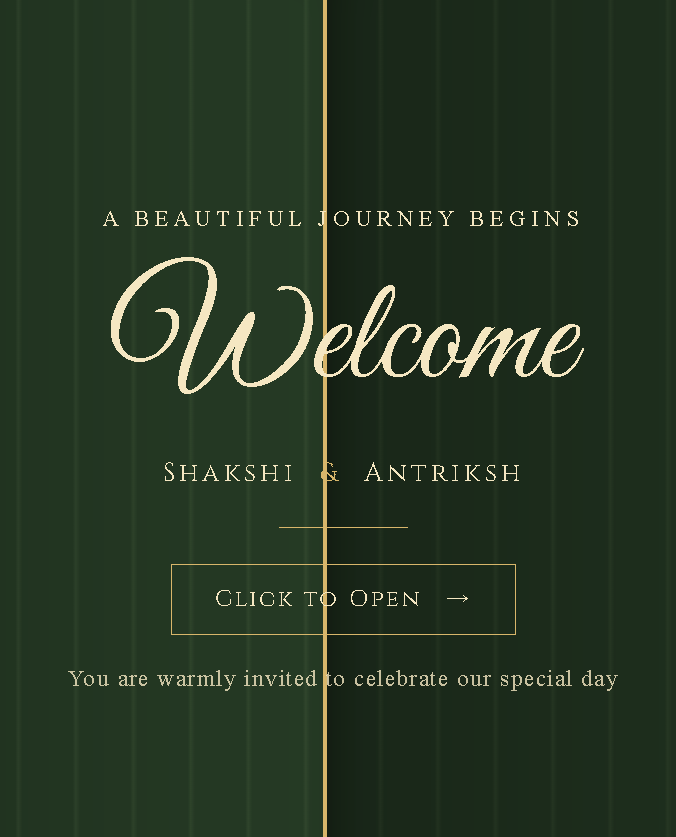 A BEAUTIFUL JOURNEY BEGINS
Welcome
SHAKSHI & ANTRIKSH
CLICK TO OPEN →
You are warmly invited to celebrate our special day